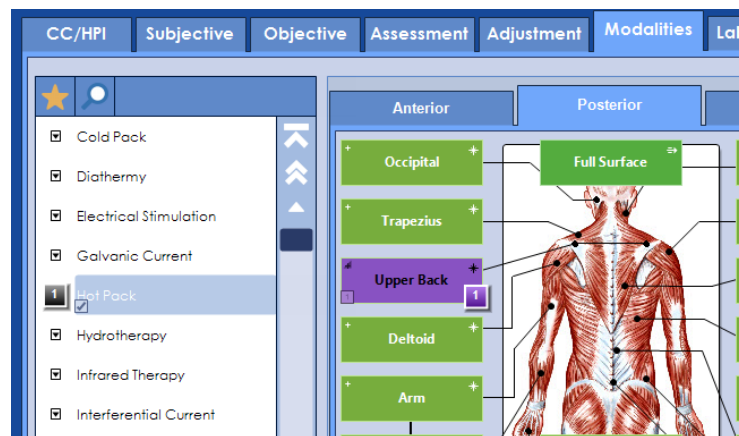 CC/HPI Subjective Objective Assessment Adjustment Modalities
Anterior Posterior
Cold Pack
Diathermy
Electrical Stimulation
Galvanic Current
1 Hot Pack
Hydrotherapy
Infrared Therapy
Interferential Current
Occipital Full Surface
Trapezius
Upper Back 1
Deltoid
Arm